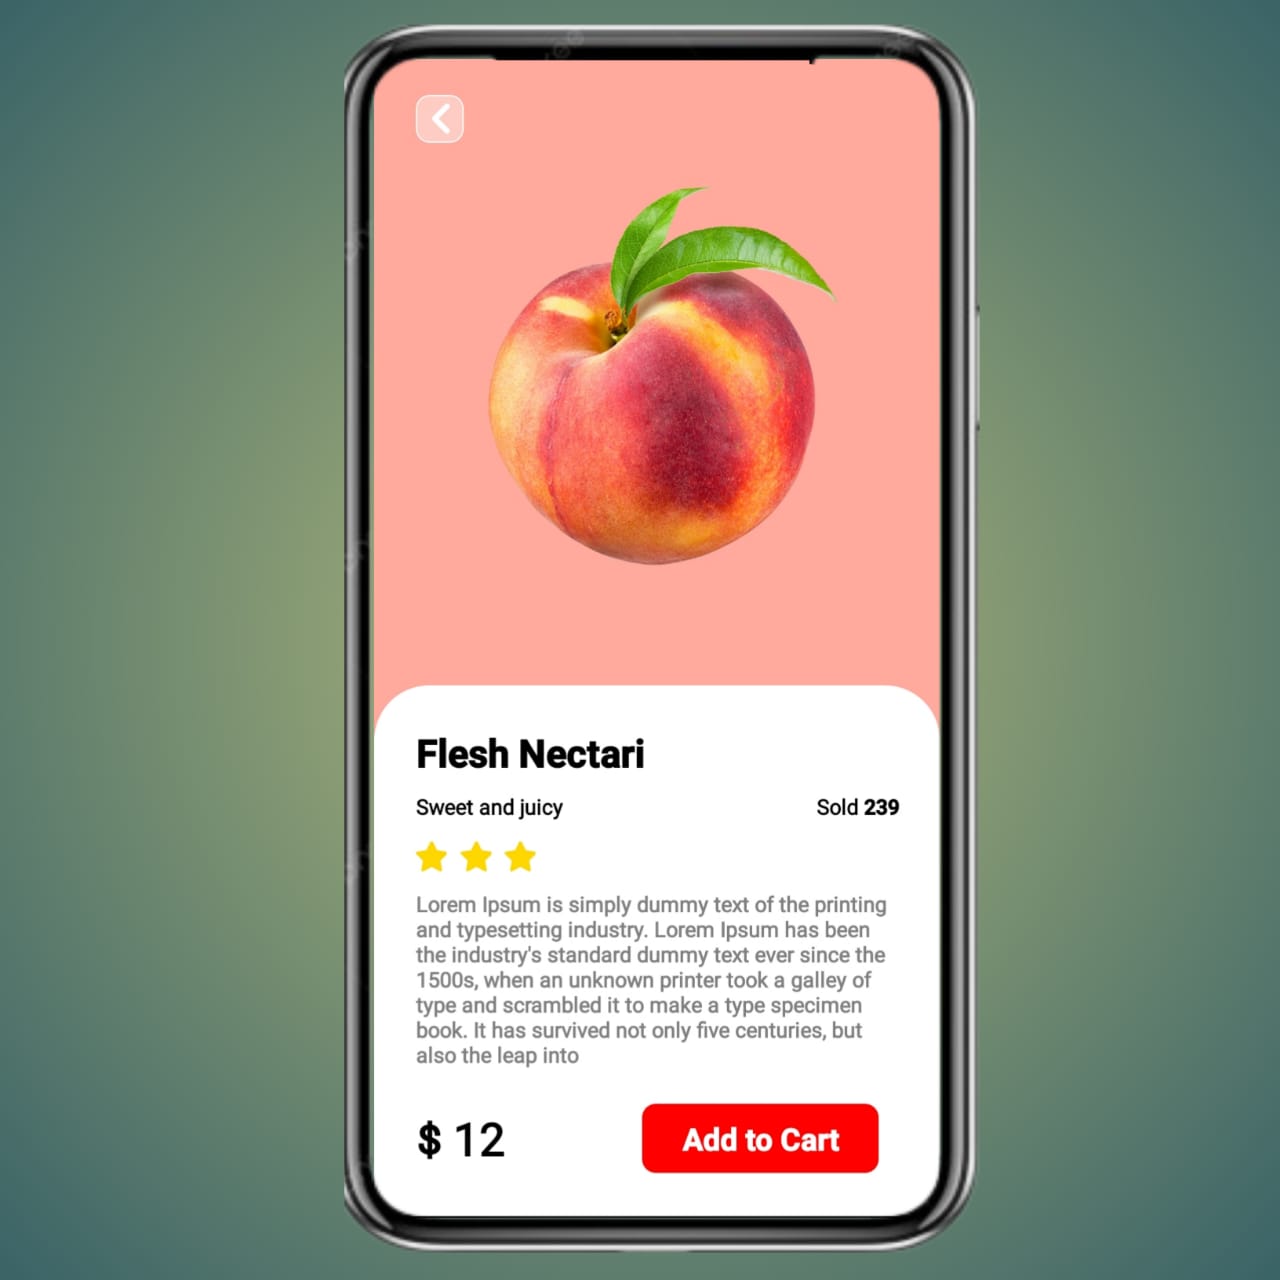 Flesh Nectari
Sweet and juicy
Sold 239
Lorem Ipsum is simply dummy text of the printing
and typesetting industry. Lorem Ipsum has been
the industry's standard dummy text ever since the
1500s, when an unknown printer took a galley of
type and scrambled it to make a type specimen
book. It has survived not only five centuries, but
also the leap into
$ 12
Add to Cart